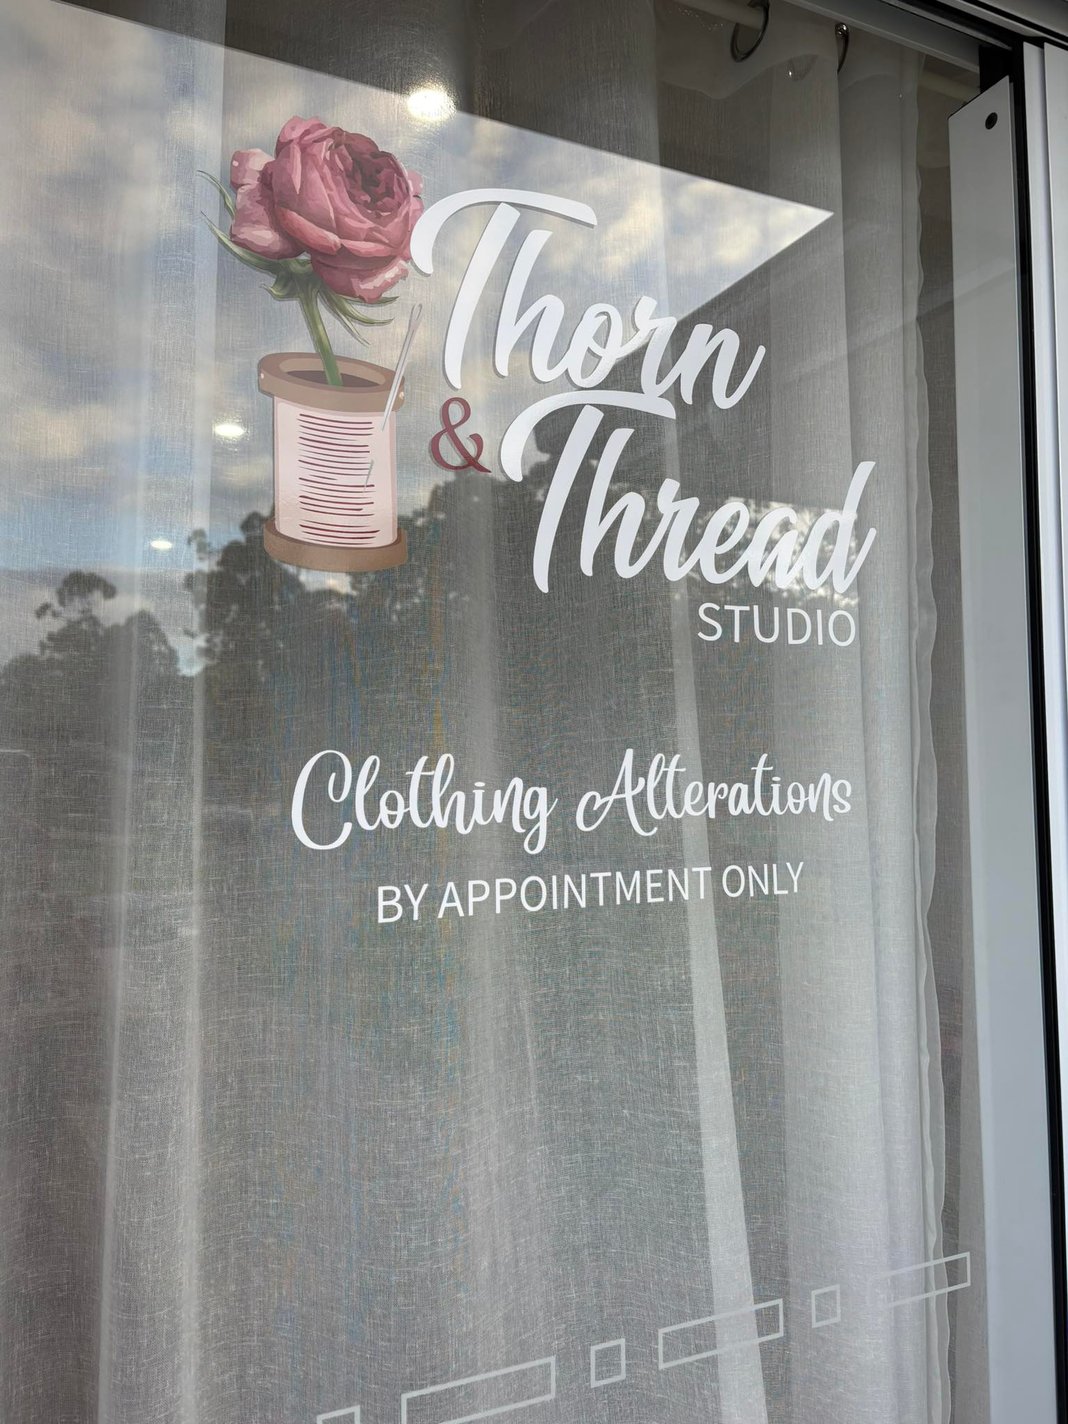 Thorn
& Thread
STUDIO
Clothing Alterations
BY APPOINTMENT ONLY